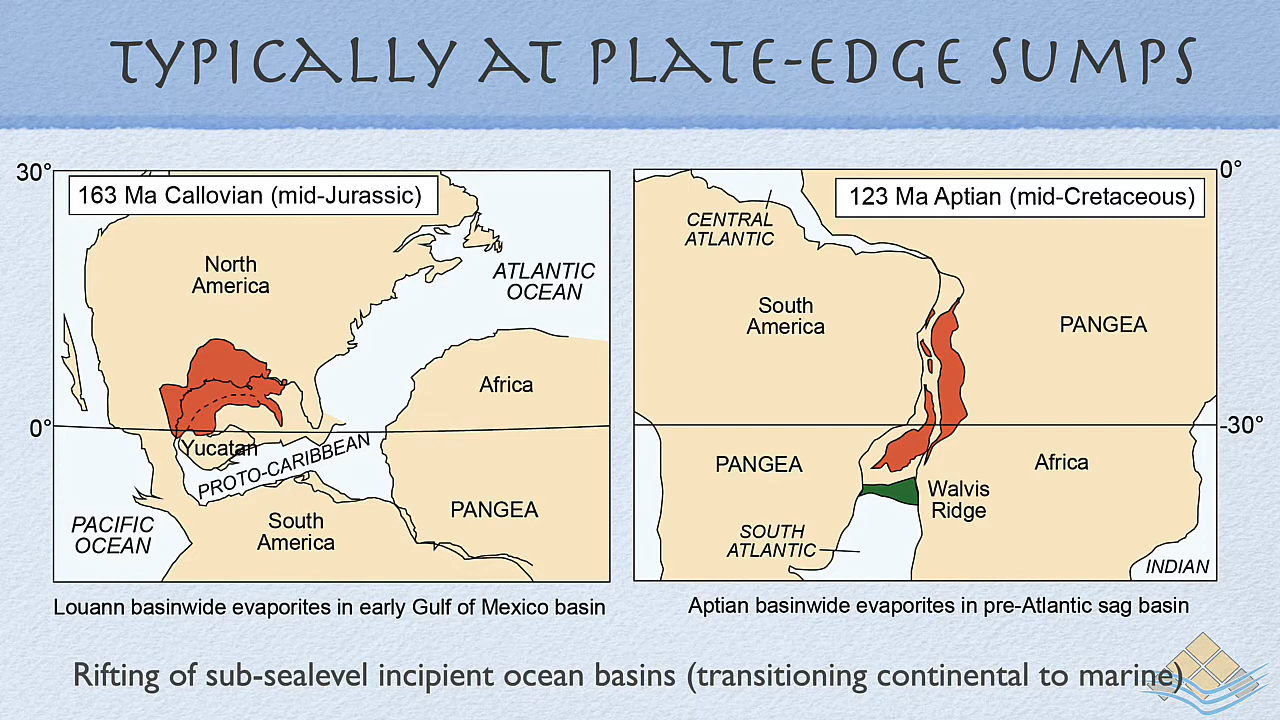 TYPICALLY AT PLATE-EDGE SUMPS
30°
163 Ma Callovian (mid-Jurassic)
North
America
ATLANTIC
OCEAN
Africa
0°
Yucatan
PROTO-CARIBBEAN
PACIFIC
OCEAN
South
America
PANGEA
Louann basinwide evaporites in early Gulf of Mexico basin
0°
123 Ma Aptian (mid-Cretaceous)
CENTRAL
ATLANTIC
South
America
PANGEA
-30°
PANGEA
Africa
Walvis
Ridge
SOUTH
ATLANTIC
INDIAN
Aptian basinwide evaporites in pre-Atlantic sag basin
Rifting of sub-sealevel incipient ocean basins (transitioning continental to marine)